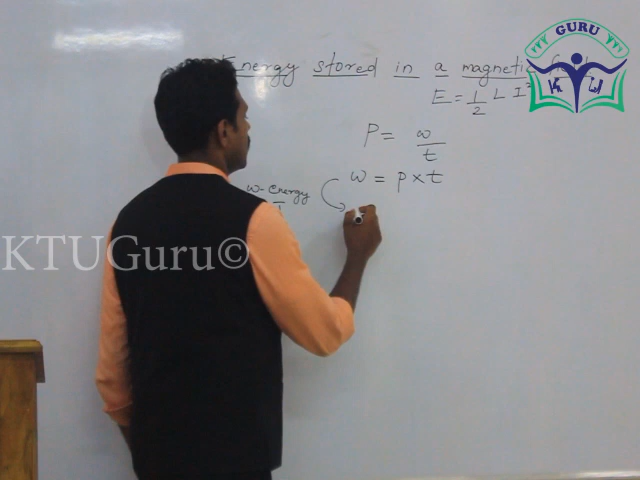 Energy stored in a magnetic
E = 1/2 L I²
P = w/t
w - Energy
w = p × t
KTUGuru©
GURU
K U